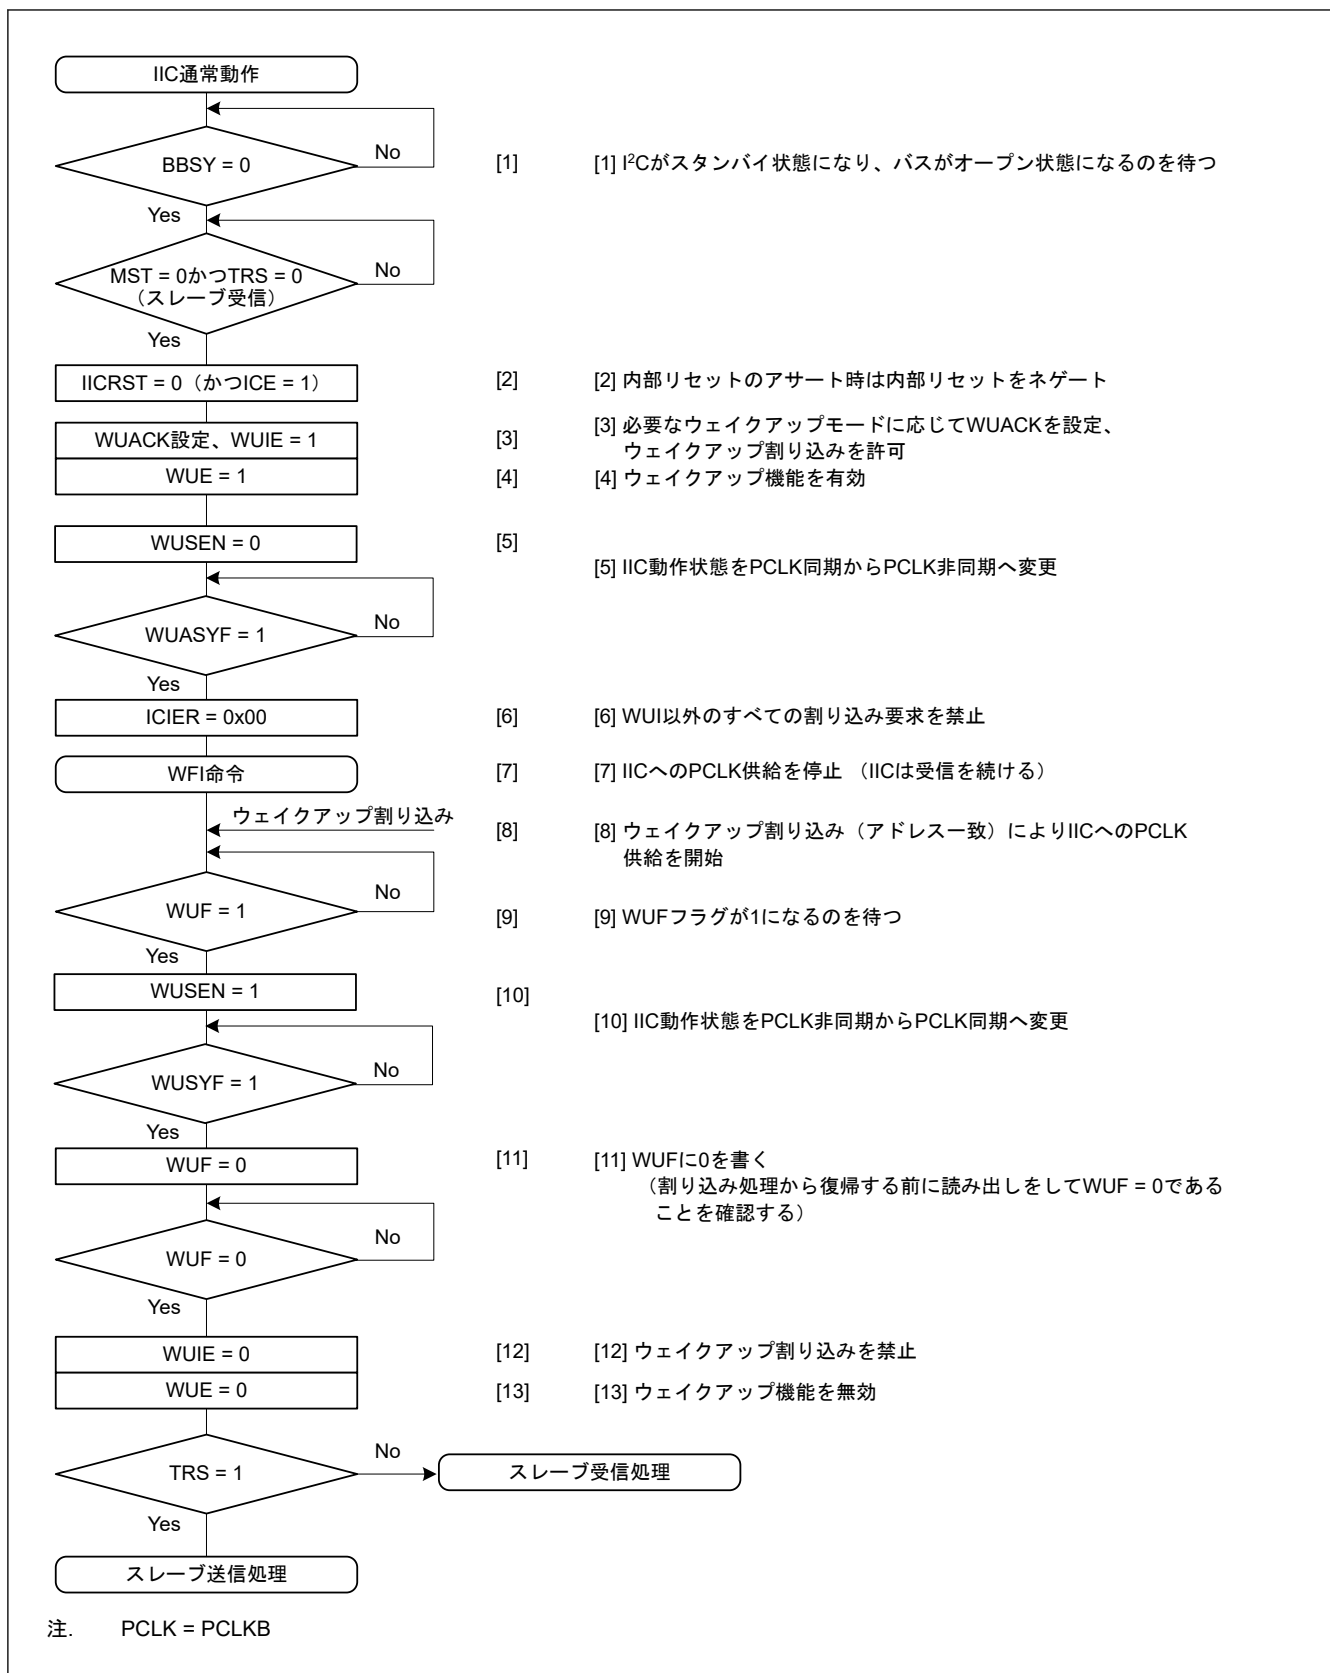 IIC通常動作
BBSY = 0
No
[1]
[1] I²Cがスタンバイ状態になり、バスがオープン状態になるのを待つ
Yes
MST = 0かつTRS = 0
（スレーブ受信）
No
Yes
IICRST = 0（かつICE = 1）
[2]
[2] 内部リセットのアサート時は内部リセットをネゲート
WUACK設定、WUIE = 1
[3]
[3] 必要なウェイクアップモードに応じてWUACKを設定、
ウェイクアップ割り込みを許可
WUE = 1
[4]
[4] ウェイクアップ機能を有効
WUSEN = 0
[5]
[5] IIC動作状態をPCLK同期からPCLK非同期へ変更
WUASYF = 1
No
Yes
ICIER = 0x00
[6]
[6] WUI以外のすべての割り込み要求を禁止
WFI命令
[7]
[7] IICへのPCLK供給を停止 （IICは受信を続ける）
ウェイクアップ割り込み
[8]
[8] ウェイクアップ割り込み（アドレス一致）によりIICへのPCLK
供給を開始
WUF = 1
No
[9]
[9] WUFフラグが1になるのを待つ
Yes
WUSEN = 1
[10]
[10] IIC動作状態をPCLK非同期からPCLK同期へ変更
WUSYF = 1
No
Yes
WUF = 0
[11]
[11] WUFに0を書く
（割り込み処理から復帰する前に読み出しをしてWUF = 0である
ことを確認する）
WUF = 0
No
Yes
WUIE = 0
[12]
[12] ウェイクアップ割り込みを禁止
WUE = 0
[13]
[13] ウェイクアップ機能を無効
TRS = 1
No
スレーブ受信処理
Yes
スレーブ送信処理
注. PCLK = PCLKB